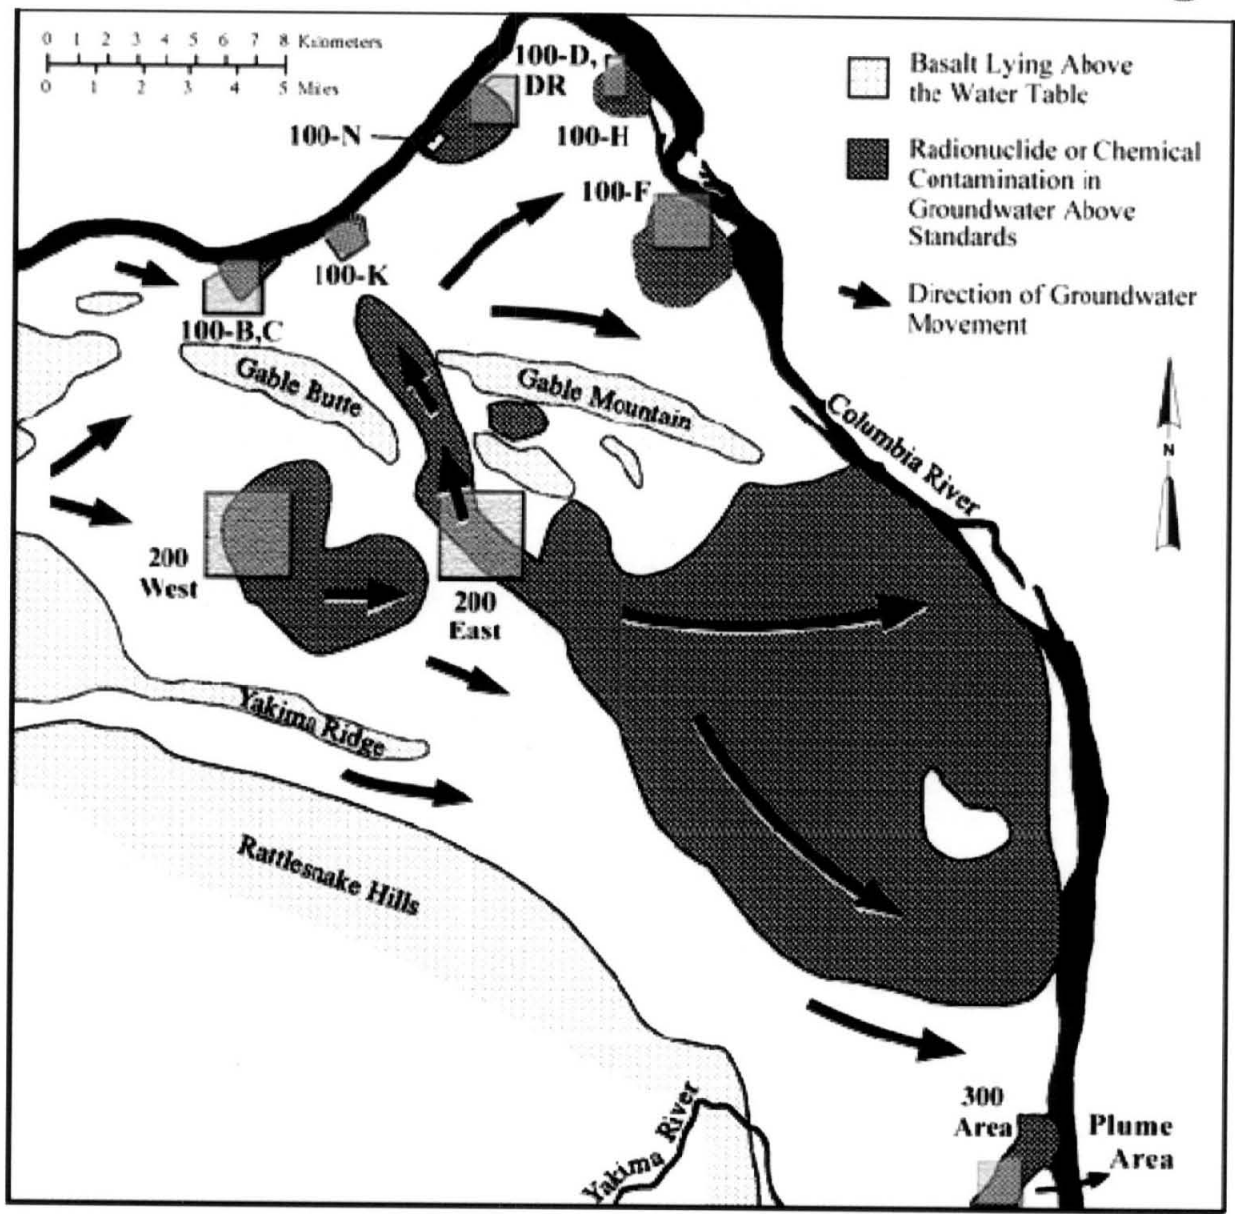 0 1 2 3 4 5 6 7 8 Kilometers
0 1 2 3 4 5 Miles
Basalt Lying Above
the Water Table
Radionuclide or Chemical
Contamination in
Groundwater Above
Standards
Direction of Groundwater
Movement
N
100-D,
DR
100-N
100-H
100-F
100-K
100-B,C
Gable Butte
Gable Mountain
Columbia River
200
West
200
East
Yakima Ridge
Rattlesnake Hills
Yakima River
300
Area
Plume
Area